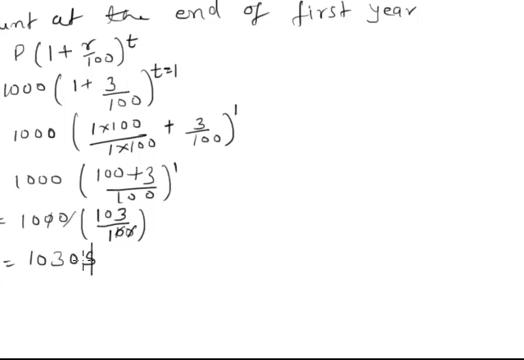 unt at the end of first year
P(1 + r/100)^t
1000 (1 + 3/100)^t=1
1000 (1×100/1×100 + 3/100)^1
1000 (100+3/100)^1
= 1000 (103/100)
= 1030$